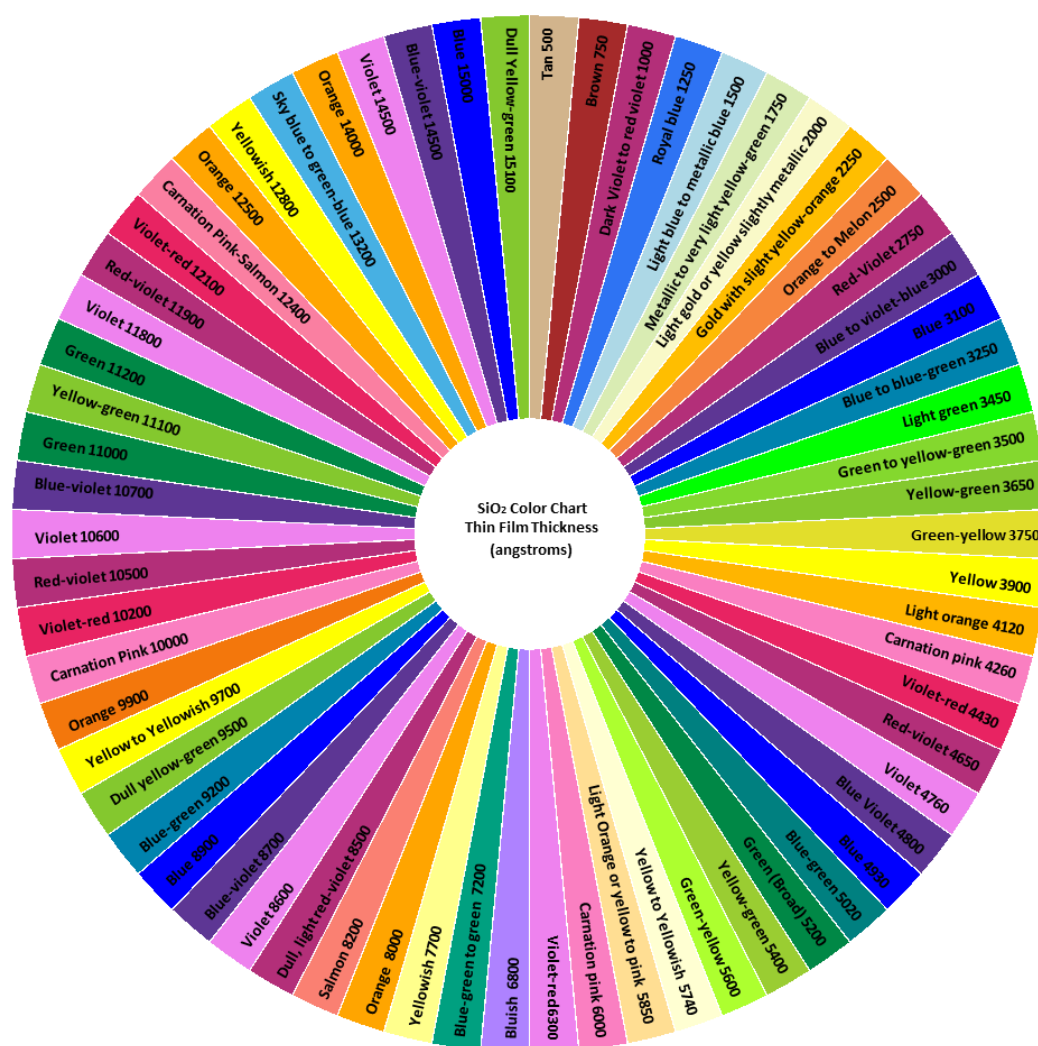 SiO₂ Color Chart
Thin Film Thickness
(angstroms)
Tan 500
Brown 750
Dark Violet to red violet 1000
Royal blue 1250
Light blue to metallic blue 1500
Metallic to very light yellow-green 1750
Light gold or yellow slightly metallic 2000
Gold with slight yellow-orange 2250
Orange to Melon 2500
Red-Violet 2750
Blue to violet-blue 3000
Blue 3100
Blue to blue-green 3250
Light green 3450
Green to yellow-green 3500
Yellow-green 3650
Green-yellow 3750
Yellow 3900
Light orange 4120
Carnation pink 4260
Violet-red 4430
Red-violet 4650
Violet 4760
Blue Violet 4800
Blue 4930
Blue-green 5020
Green (Broad) 5200
Yellow-green 5400
Green-yellow 5600
Yellow to Yellowish 5740
Light Orange or yellow to pink 5850
Carnation pink 6000
Violet-red6300
Bluish 6800
Blue-green to green 7200
Yellowish 7700
Orange 8000
Salmon 8200
Dull, light red-violet 8500
Violet 8600
Blue-violet 8700
Blue 8900
Blue-green 9200
Dull yellow-green 9500
Yellow to Yellowish 9700
Orange 9900
Carnation Pink 10000
Violet-red 10200
Red-violet 10500
Violet 10600
Blue-violet 10700
Green 11000
Yellow-green 11100
Green 11200
Violet 11800
Red-violet 11900
Violet-red 12100
Carnation Pink-Salmon 12400
Orange 12500
Yellowish 12800
Sky blue to green-blue 13200
Orange 14000
Violet 14500
Blue-violet 14500
Blue 15000
Dull Yellow-green 15100